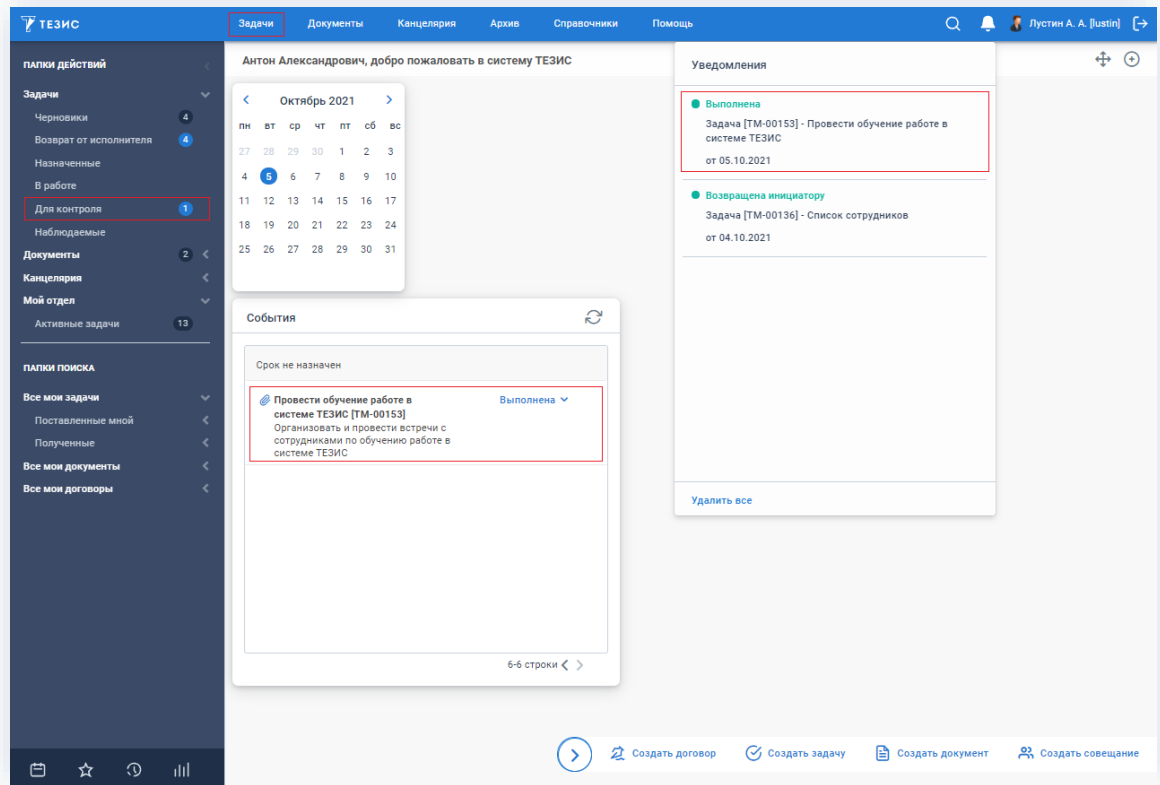 ТЕЗИС
Задачи Документы Канцелярия Архив Справочники Помощь
Лустин А. А. [lustin]
ПАПКИ ДЕЙСТВИЙ
Задачи
Черновики 4
Возврат от исполнителя 4
Назначенные
В работе
Для контроля 1
Наблюдаемые
Документы 2
Канцелярия
Мой отдел
Активные задачи 13
ПАПКИ ПОИСКА
Все мои задачи
Поставленные мной
Полученные
Все мои документы
Все мои договоры
Антон Александрович, добро пожаловать в систему ТЕЗИС
Октябрь 2021
пн вт ср чт пт сб вс
27 28 29 30 1 2 3
4 5 6 7 8 9 10
11 12 13 14 15 16 17
18 19 20 21 22 23 24
25 26 27 28 29 30 31
События
Срок не назначен
Провести обучение работе в Выполнена
системе ТЕЗИС [ТМ-00153]
Организовать и провести встречи с
сотрудниками по обучению работе в
системе ТЕЗИС
6-6 строки
Уведомления
Выполнена
Задача [ТМ-00153] - Провести обучение работе в
системе ТЕЗИС
от 05.10.2021
Возвращена инициатору
Задача [ТМ-00136] - Список сотрудников
от 04.10.2021
Удалить все
Создать договор Создать задачу Создать документ Создать совещание